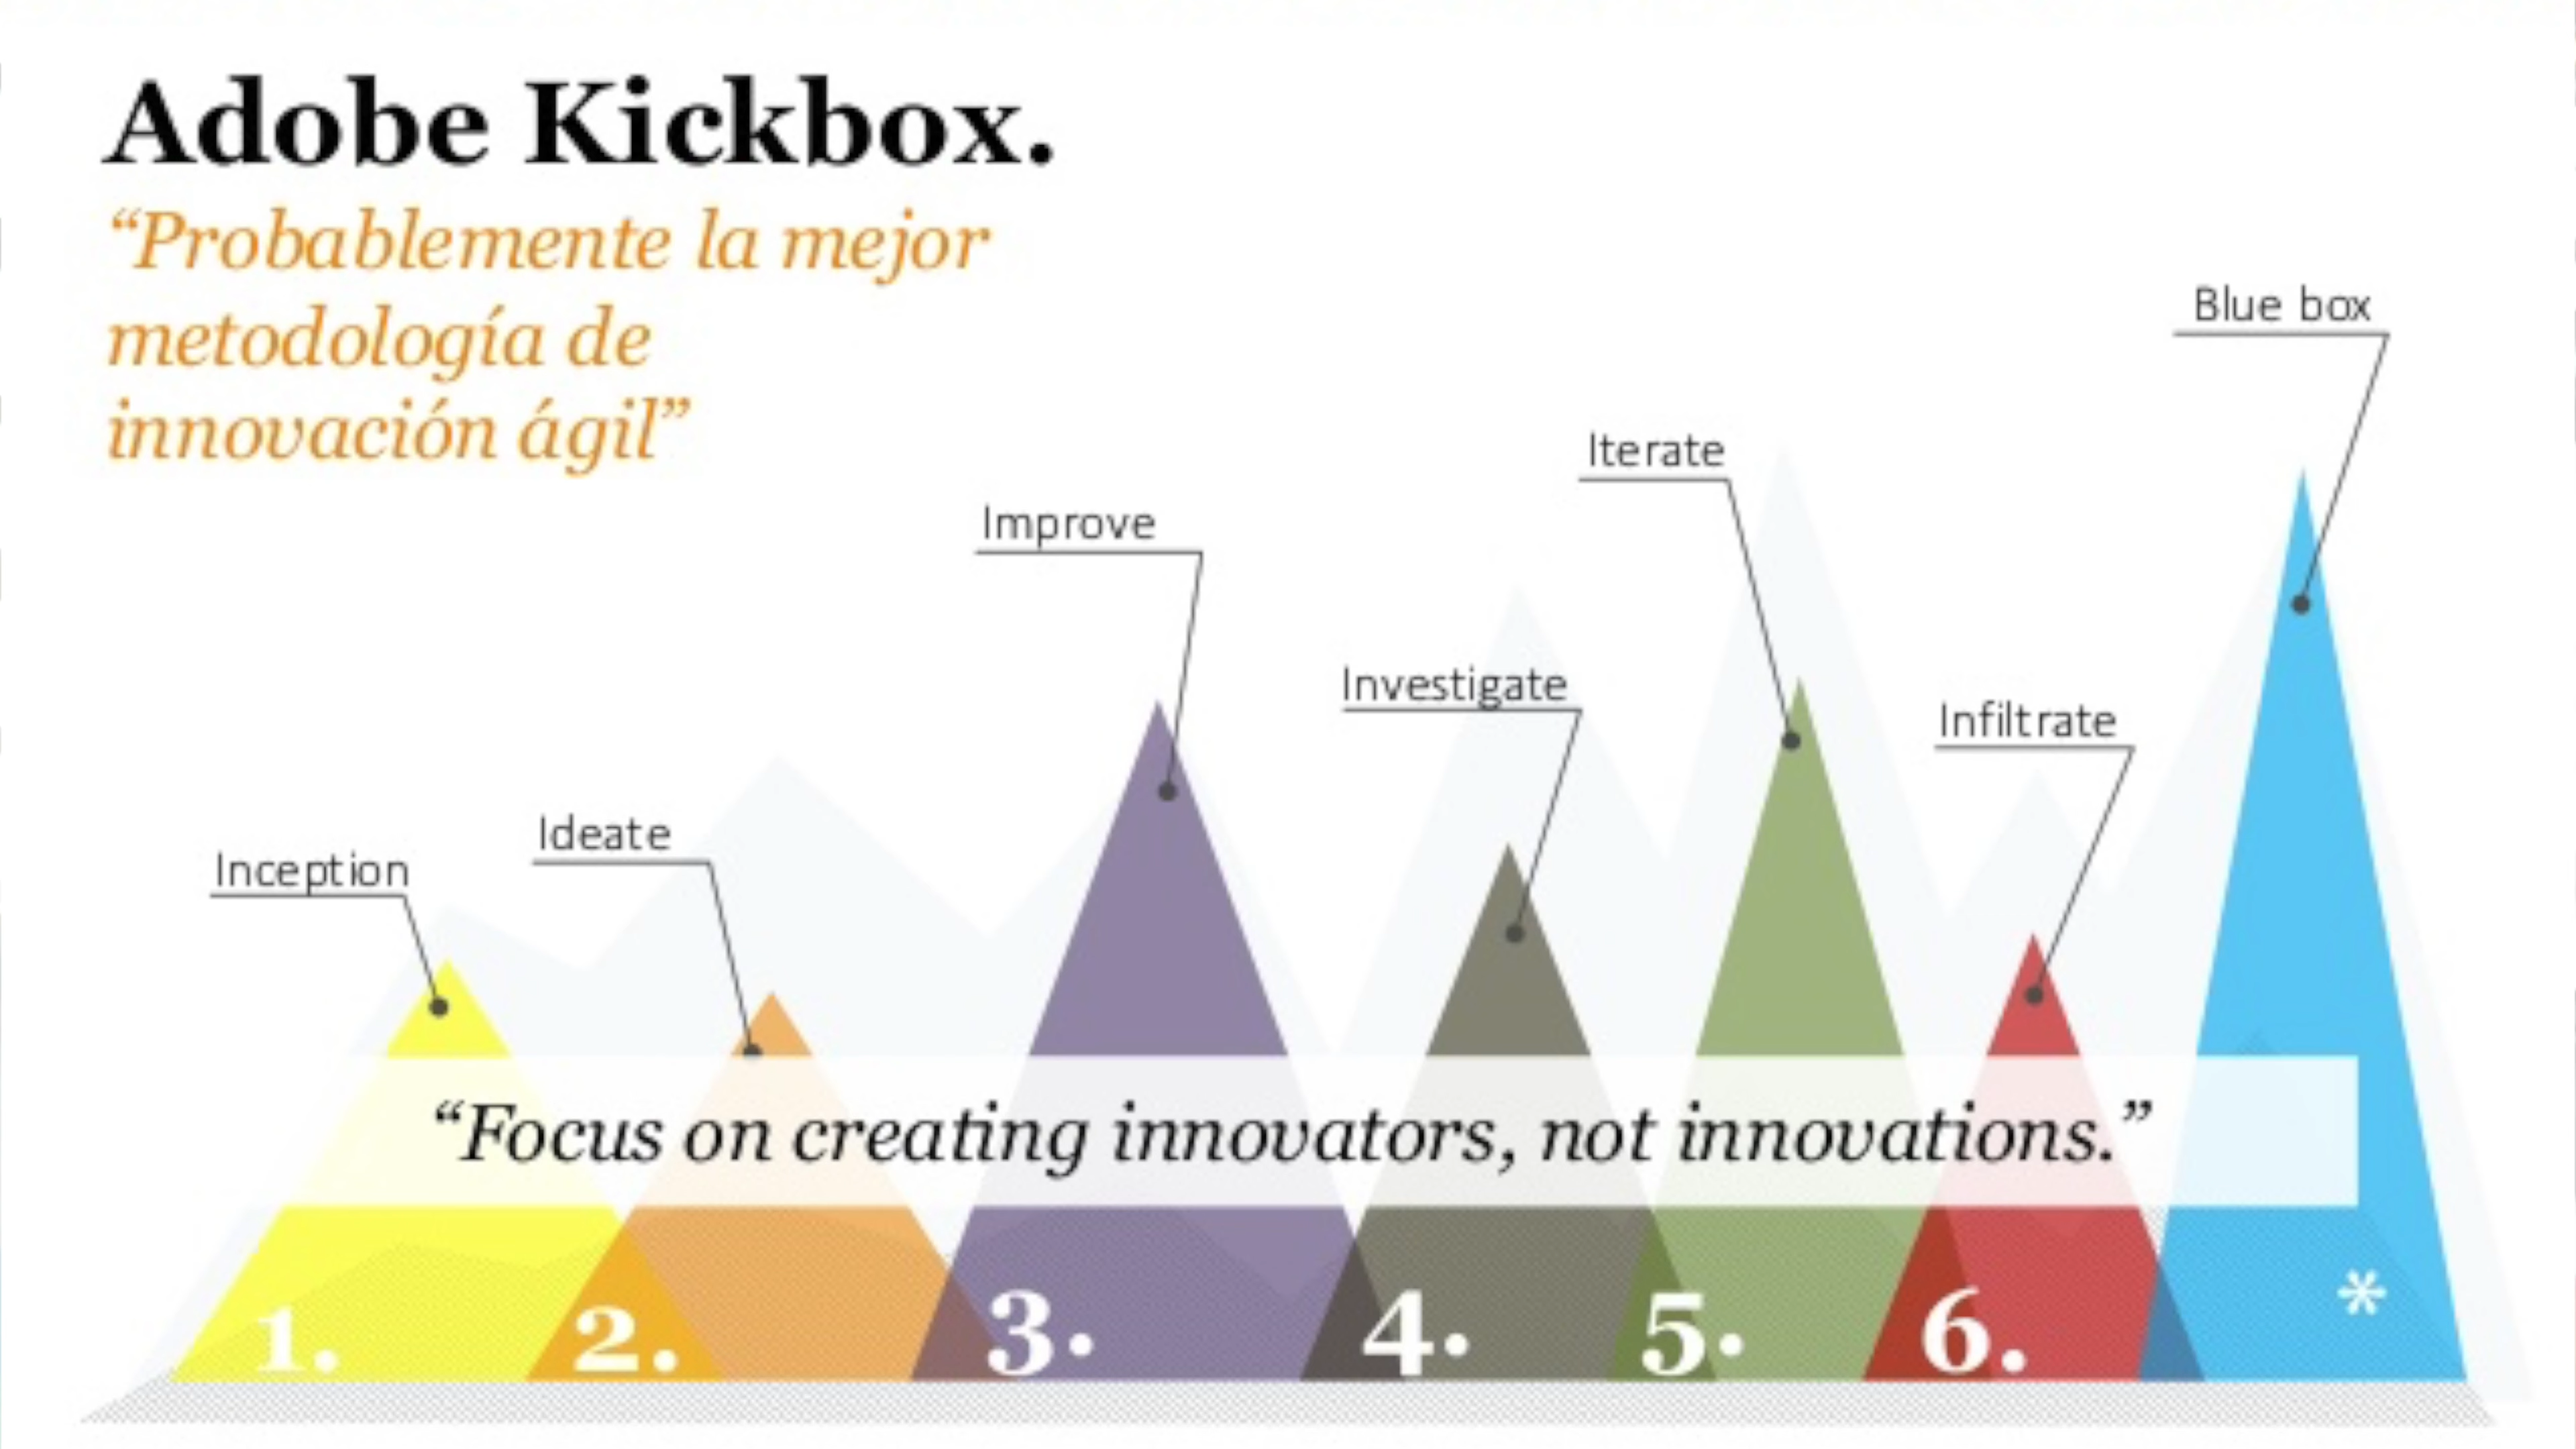 Adobe Kickbox.
“Probablemente la mejor
metodología de
innovación ágil”
Blue box
Iterate
Improve
Investigate
Infiltrate
Ideate
Inception
“Focus on creating innovators, not innovations.”
1. 2. 3. 4. 5. 6. *